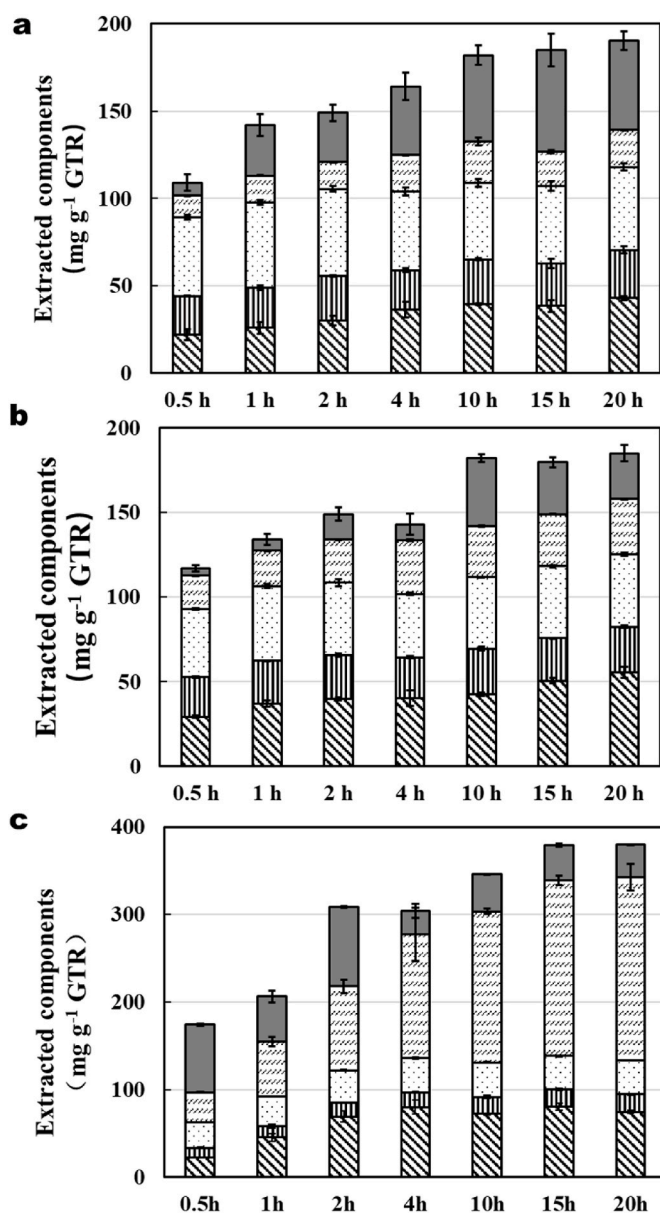 a
200
150
100
50
0
Extracted components
(mg g⁻¹ GTR)
0.5 h 1 h 2 h 4 h 10 h 15 h 20 h
b
200
150
100
50
0
Extracted components
(mg g⁻¹ GTR)
0.5 h 1 h 2 h 4 h 10 h 15 h 20 h
c
400
300
200
100
0
Extracted components
（mg g⁻¹ GTR）
0.5h 1h 2h 4h 10h 15h 20h